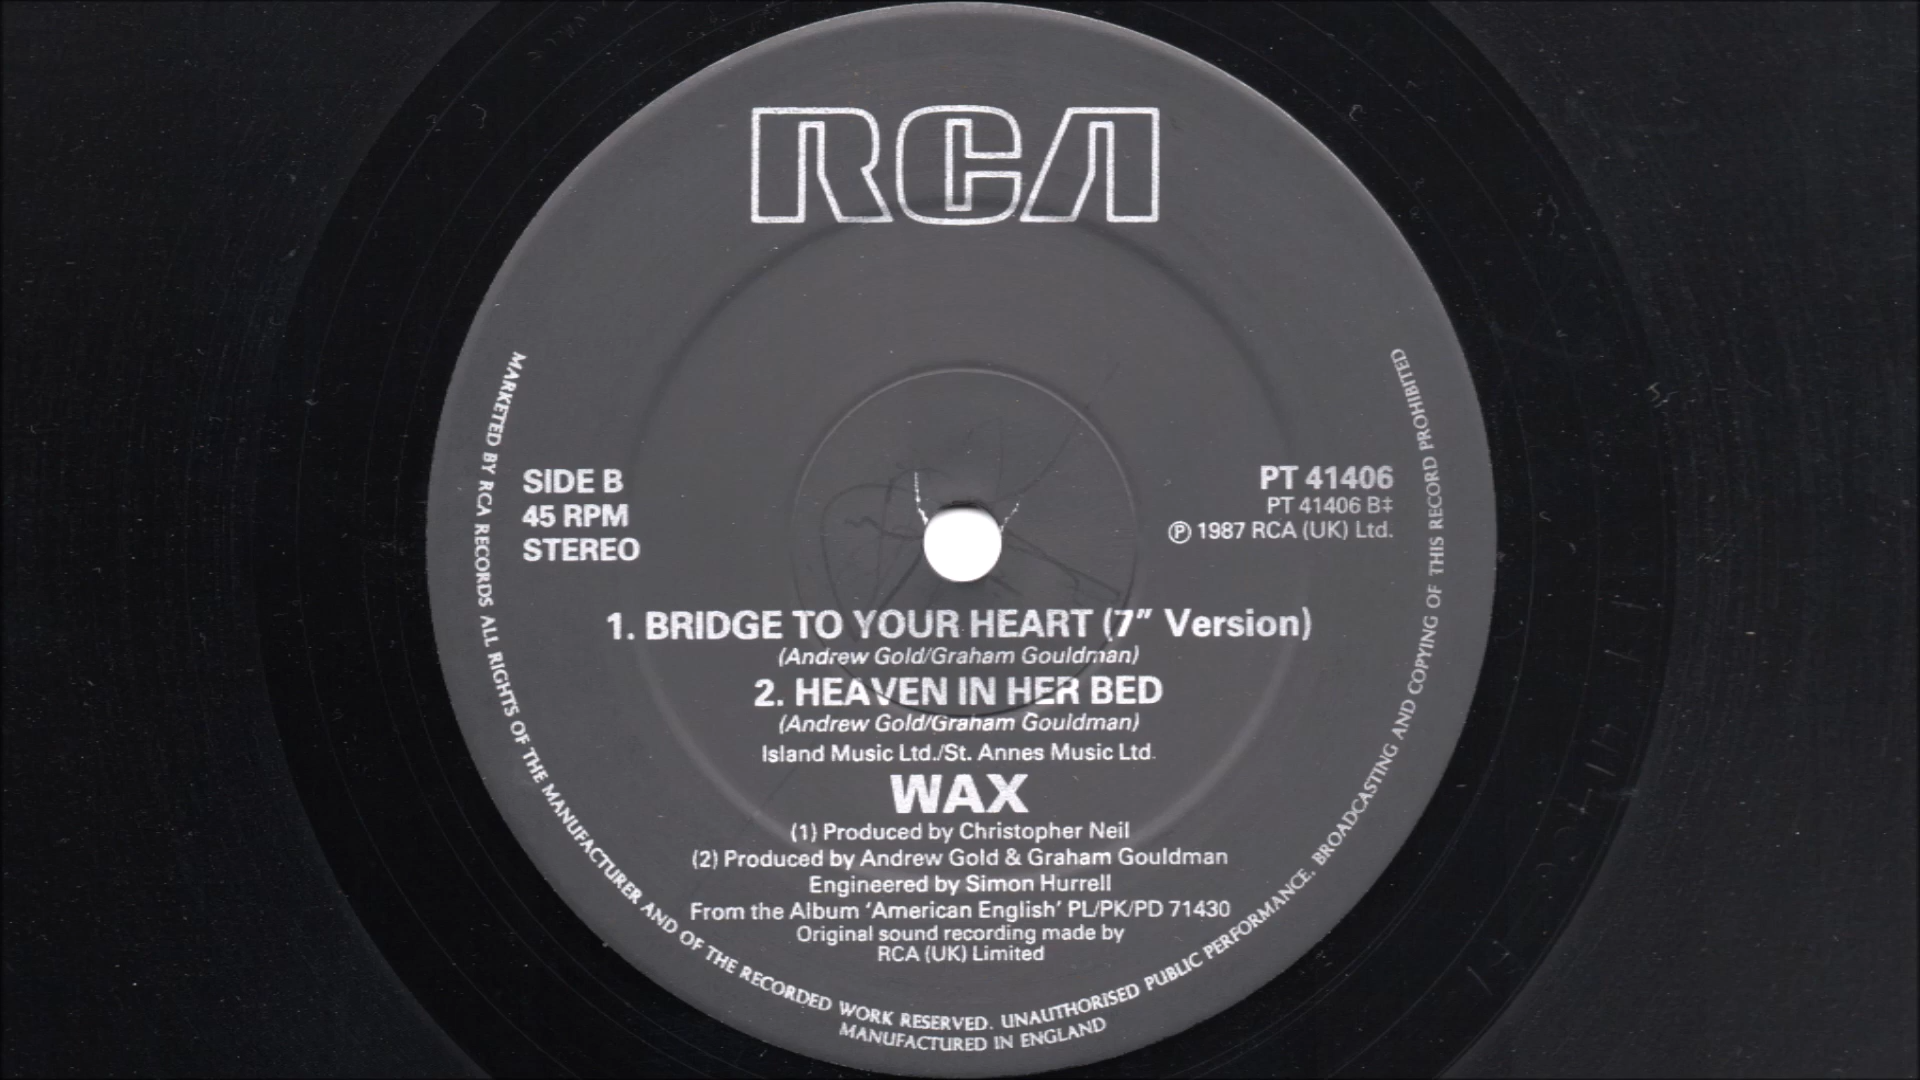 RCA
SIDE B
45 RPM
STEREO
PT 41406
PT 41406 B‡
℗ 1987 RCA (UK) Ltd.
1. BRIDGE TO YOUR HEART (7" Version)
(Andrew Gold/Graham Gouldman)
2. HEAVEN IN HER BED
(Andrew Gold/Graham Gouldman)
Island Music Ltd./St. Annes Music Ltd.
WAX
(1) Produced by Christopher Neil
(2) Produced by Andrew Gold & Graham Gouldman
Engineered by Simon Hurrell
From the Album 'American English' PL/PK/PD 71430
Original sound recording made by
RCA (UK) Limited
MARKETED BY RCA RECORDS ALL RIGHTS OF THE MANUFACTURER AND OF THE RECORDED WORK RESERVED. UNAUTHORISED PUBLIC PERFORMANCE. BROADCASTING AND COPYING OF THIS RECORD PROHIBITED
MANUFACTURED IN ENGLAND